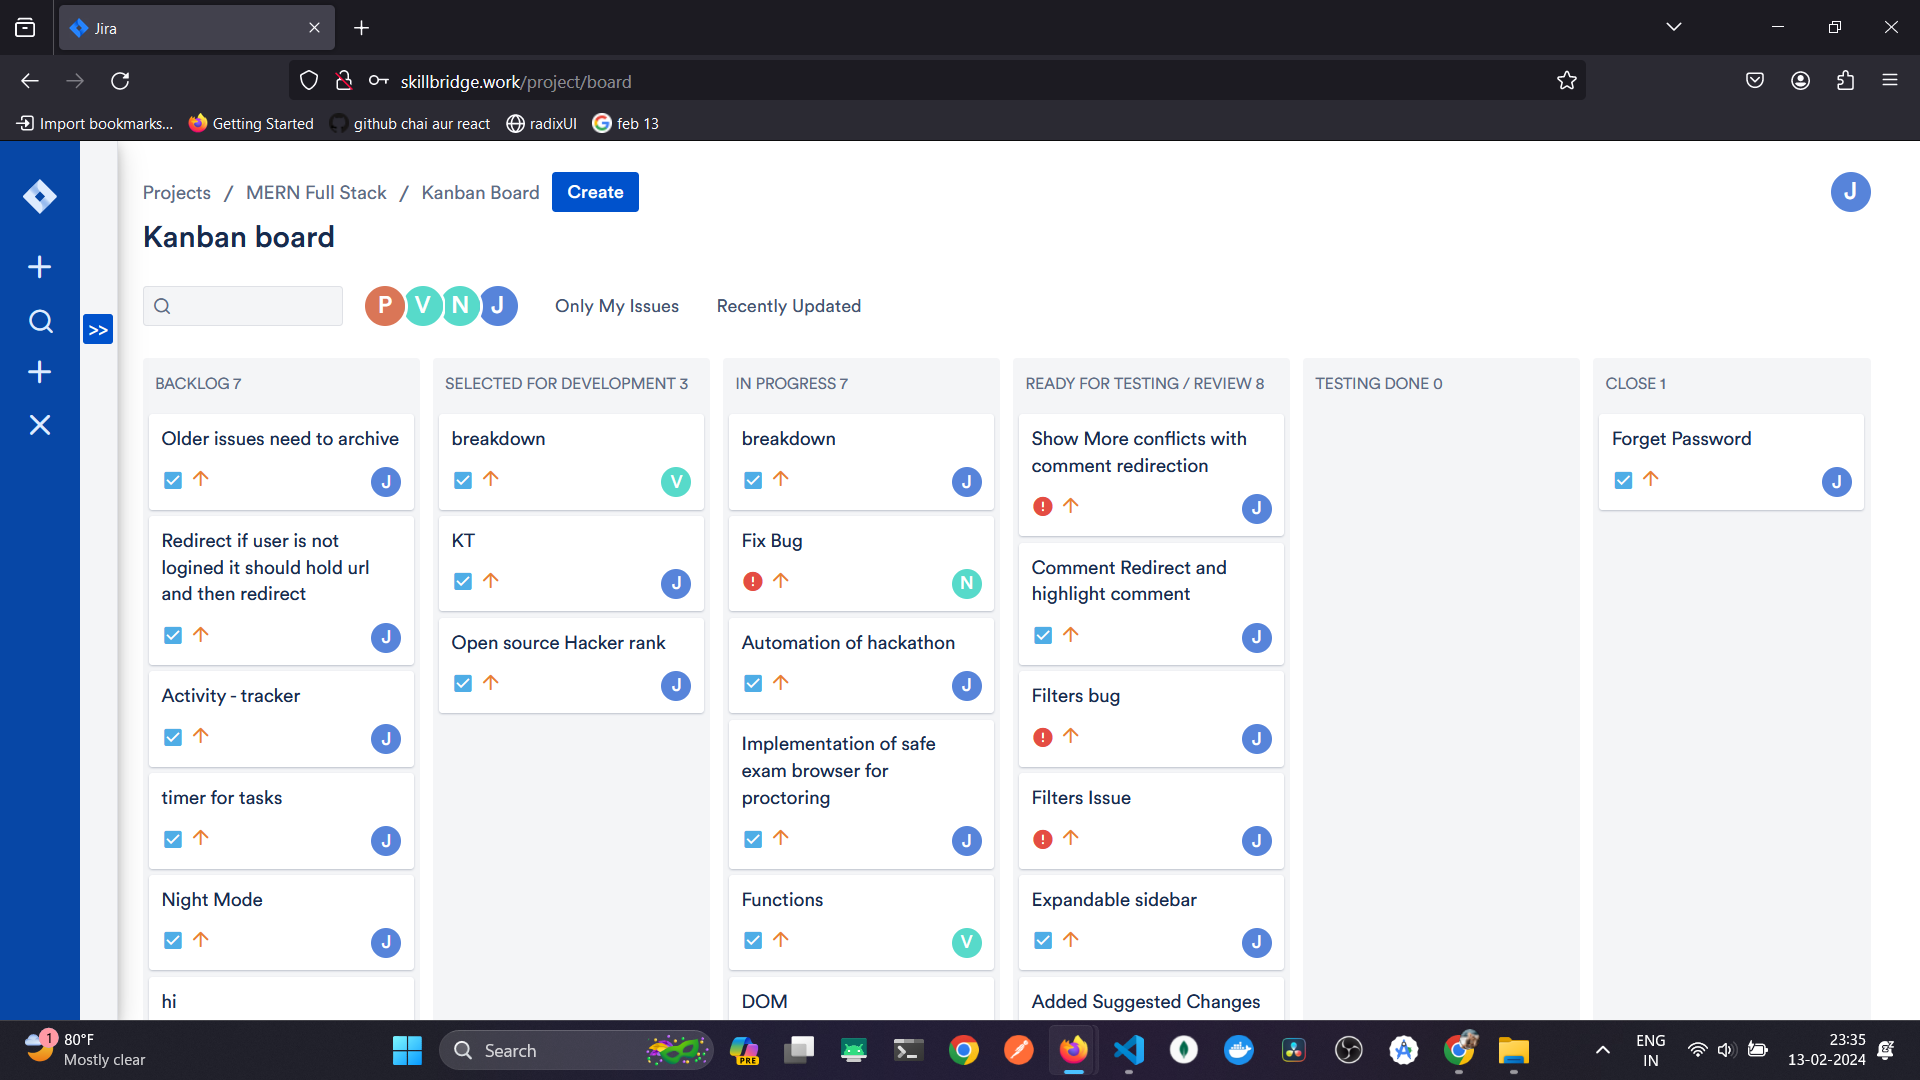 Jira
skillbridge.work/project/board
Import bookmarks...
Getting Started
github chai aur react
radixUI
feb 13
Projects / MERN Full Stack / Kanban Board
Create
J
Kanban board
P V N J
Only My Issues
Recently Updated
>>
BACKLOG 7
Older issues need to archive
J
Redirect if user is not
logined it should hold url
and then redirect
J
Activity - tracker
J
timer for tasks
J
Night Mode
J
hi
SELECTED FOR DEVELOPMENT 3
breakdown
V
KT
J
Open source Hacker rank
J
IN PROGRESS 7
breakdown
J
Fix Bug
N
Automation of hackathon
J
Implementation of safe
exam browser for
proctoring
J
Functions
V
DOM
READY FOR TESTING / REVIEW 8
Show More conflicts with
comment redirection
J
Comment Redirect and
highlight comment
J
Filters bug
J
Filters Issue
J
Expandable sidebar
J
Added Suggested Changes
TESTING DONE 0
CLOSE 1
Forget Password
J
1
80°F
Mostly clear
Search
PRE
ENG
IN
23:35
13-02-2024